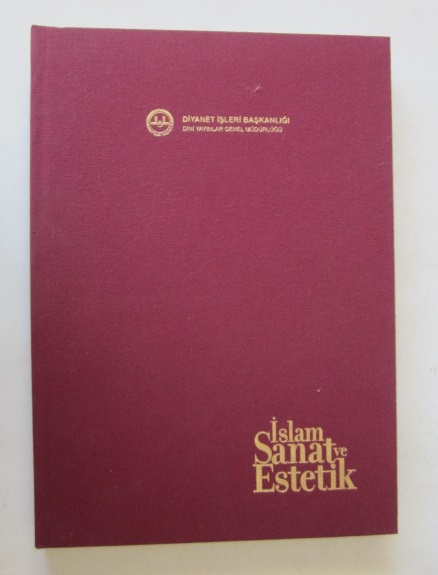 DİYANET İŞLERİ BAŞKANLIĞI
DİNİ YAYINLAR GENEL MÜDÜRLÜĞÜ
İslam
Sanat ve
Estetik